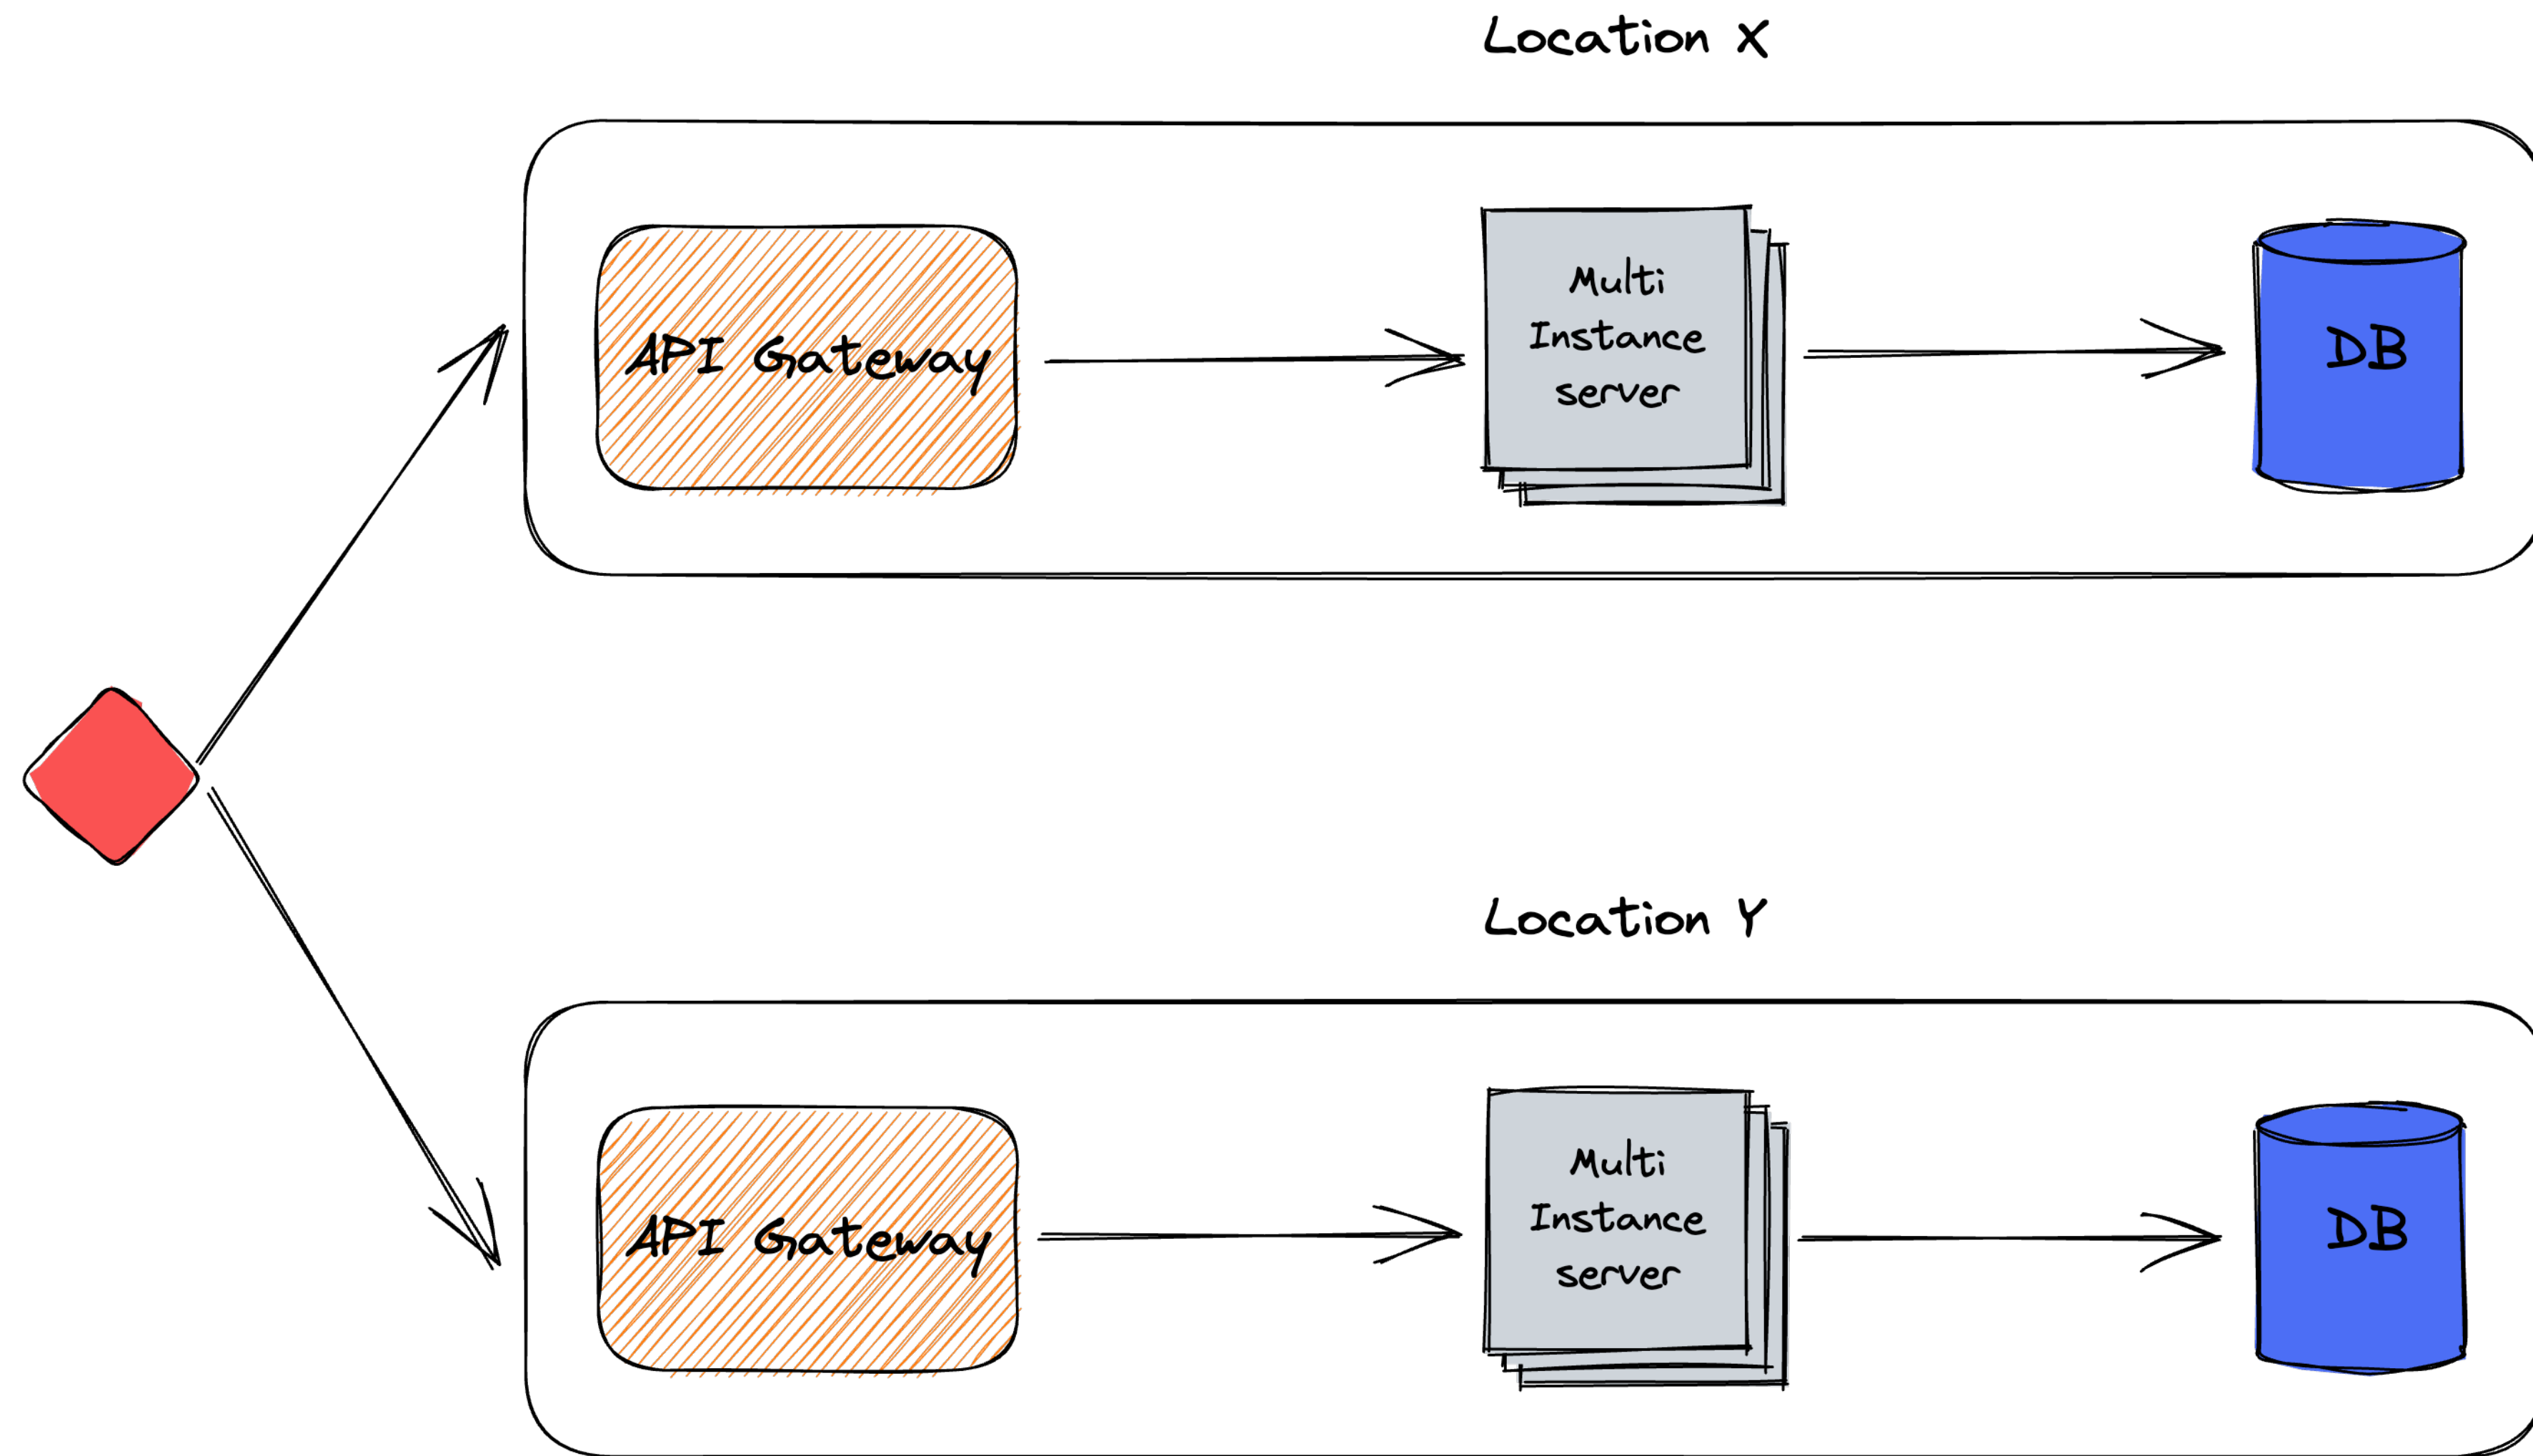 Location X
API Gateway
Multi
Instance
server
DB
Location Y
API Gateway
Multi
Instance
server
DB